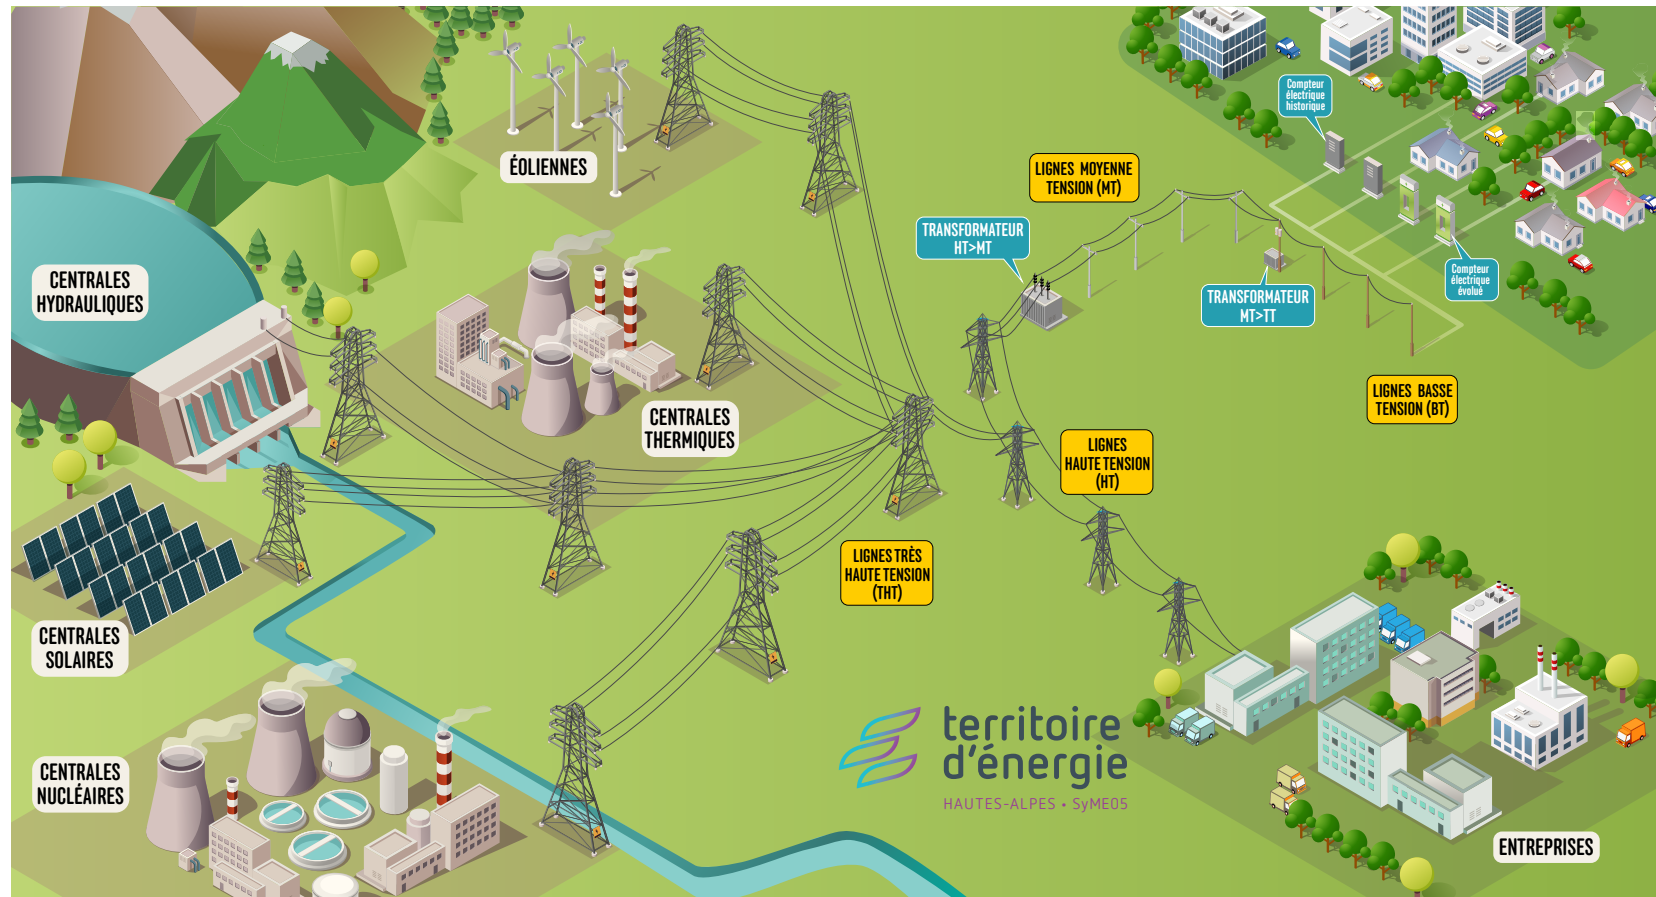 Compteur
électrique
historique
ÉOLIENNES
LIGNES MOYENNE
TENSION (MT)
TRANSFORMATEUR
HT>MT
CENTRALES
HYDRAULIQUES
Compteur
électrique
évolué
TRANSFORMATEUR
MT>TT
LIGNES BASSE
TENSION (BT)
CENTRALES
THERMIQUES
LIGNES
HAUTE TENSION
(HT)
LIGNES TRÈS
HAUTE TENSION
(THT)
CENTRALES
SOLAIRES
CENTRALES
NUCLÉAIRES
territoire
d'énergie
HAUTES-ALPES • SyME05
ENTREPRISES